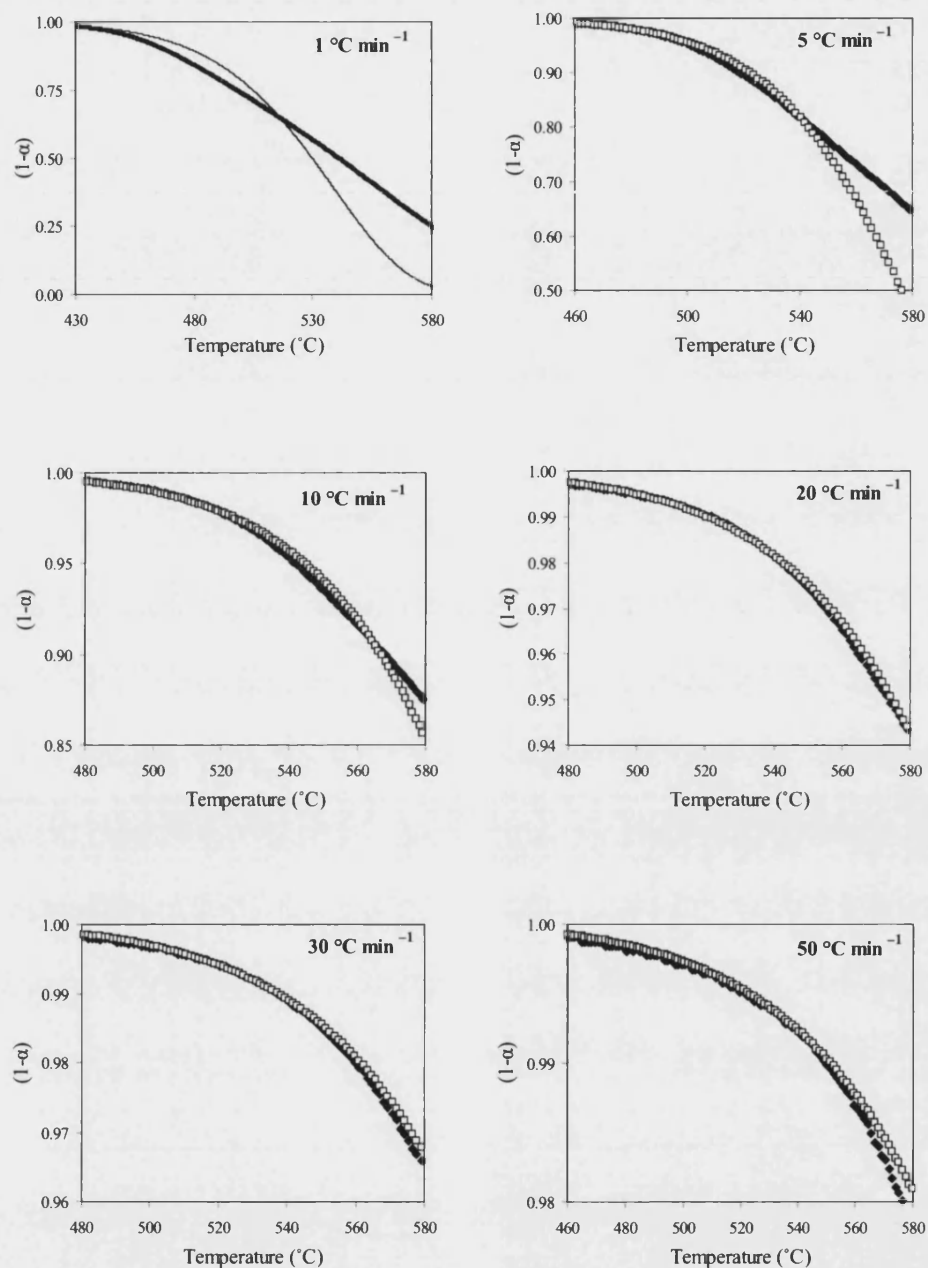 1 °C min⁻¹
1.00
0.75
0.50
0.25
0.00
(1-α)
430 480 530 580
Temperature (˚C)
5 °C min⁻¹
1.00
0.90
0.80
0.70
0.60
0.50
(1-α)
460 500 540 580
Temperature (˚C)
10 °C min⁻¹
1.00
0.95
0.90
0.85
(1-α)
480 500 520 540 560 580
Temperature (˚C)
20 °C min⁻¹
1.00
0.99
0.98
0.97
0.96
0.95
0.94
(1-α)
480 500 520 540 560 580
Temperature (˚C)
30 °C min⁻¹
1.00
0.99
0.98
0.97
0.96
(1-α)
480 500 520 540 560 580
Temperature (˚C)
50 °C min⁻¹
1.00
0.99
0.98
(1-α)
460 480 500 520 540 560 580
Temperature (˚C)